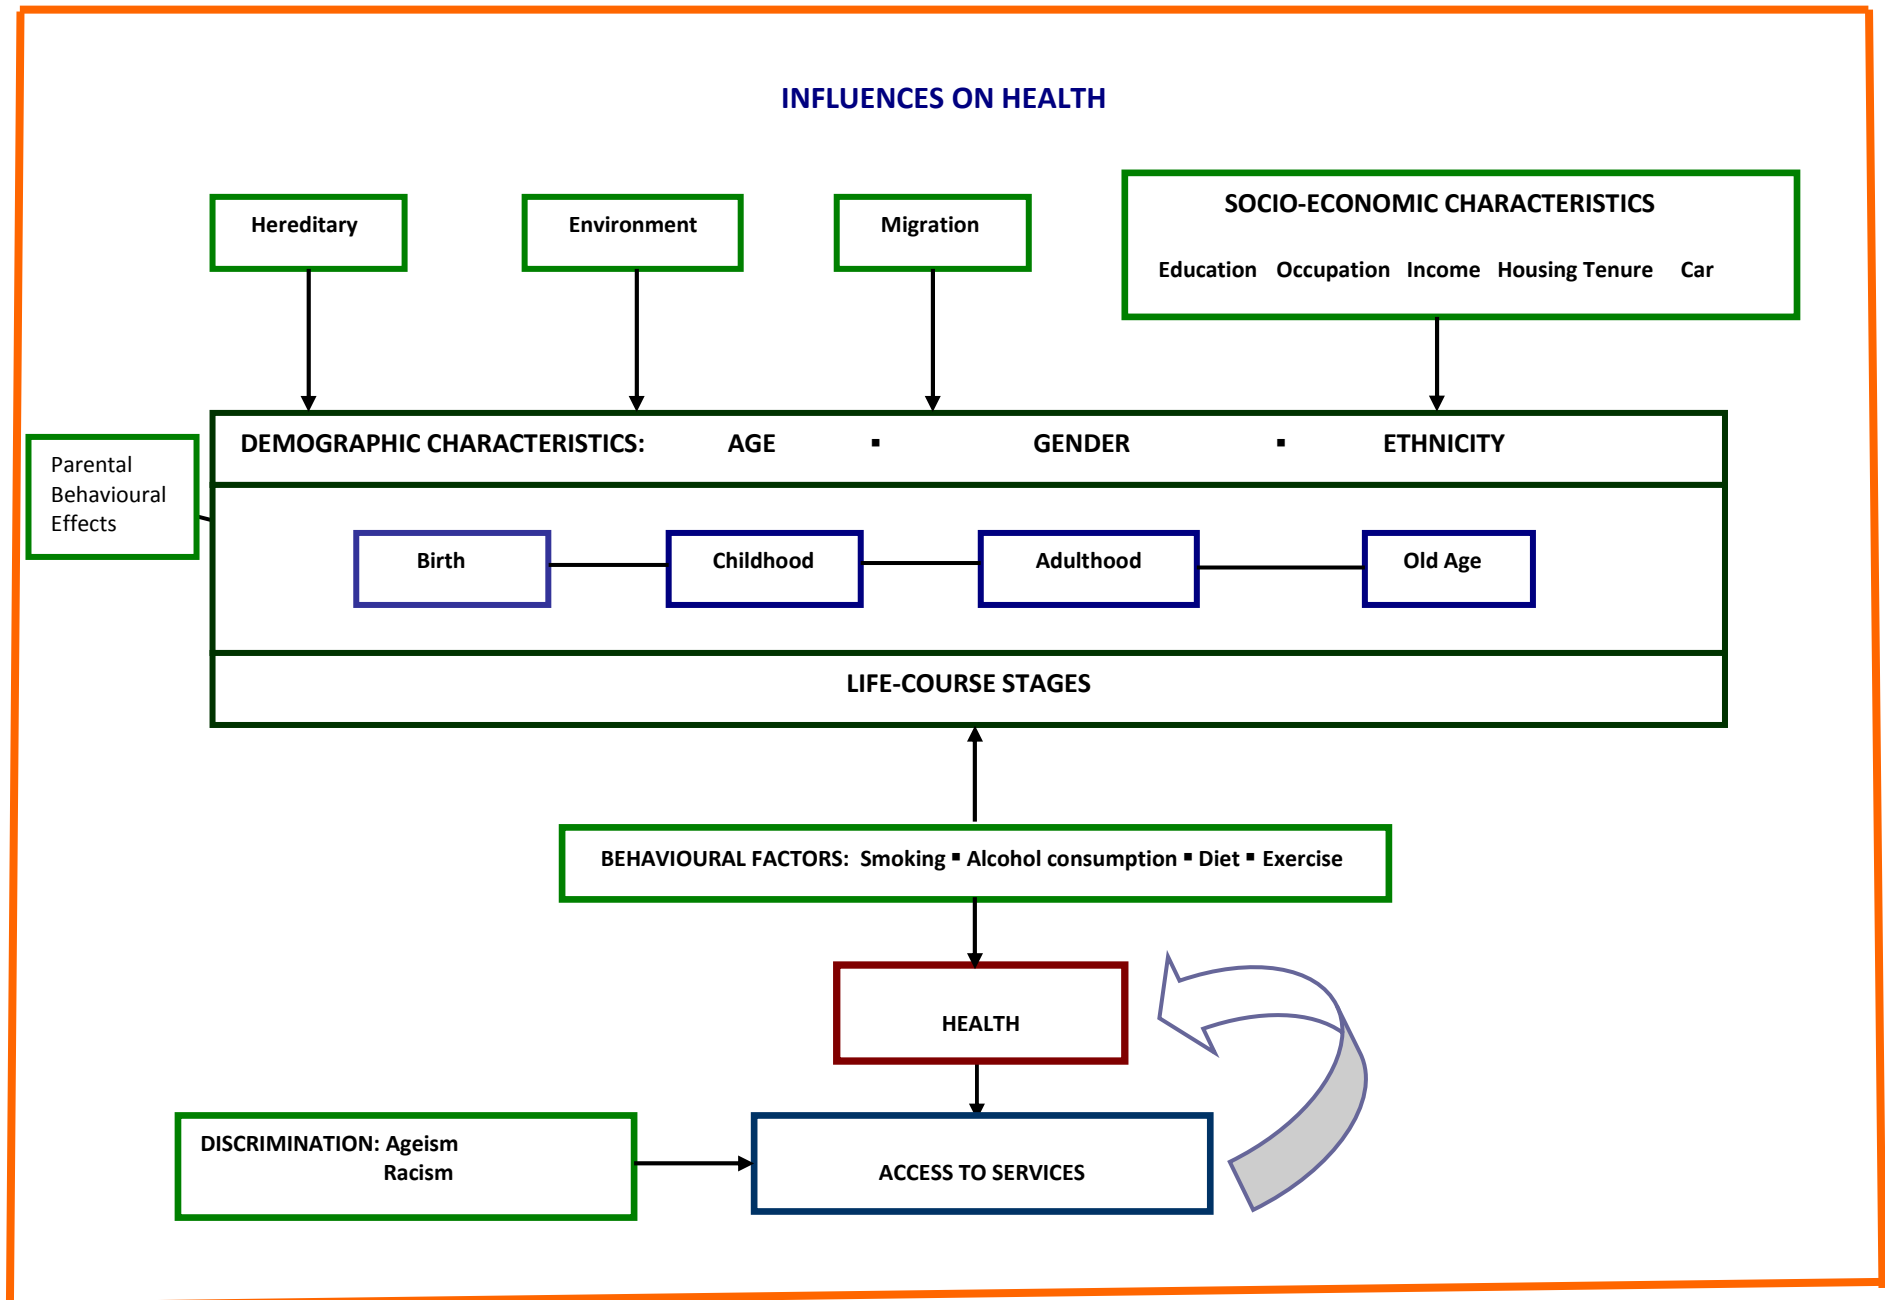 INFLUENCES ON HEALTH
Hereditary
Environment
Migration
SOCIO-ECONOMIC CHARACTERISTICS
Education Occupation Income Housing Tenure Car
DEMOGRAPHIC CHARACTERISTICS: AGE ▪ GENDER ▪ ETHNICITY
Parental
Behavioural
Effects
Birth
Childhood
Adulthood
Old Age
LIFE-COURSE STAGES
BEHAVIOURAL FACTORS: Smoking ▪ Alcohol consumption ▪ Diet ▪ Exercise
HEALTH
DISCRIMINATION: Ageism
Racism
ACCESS TO SERVICES